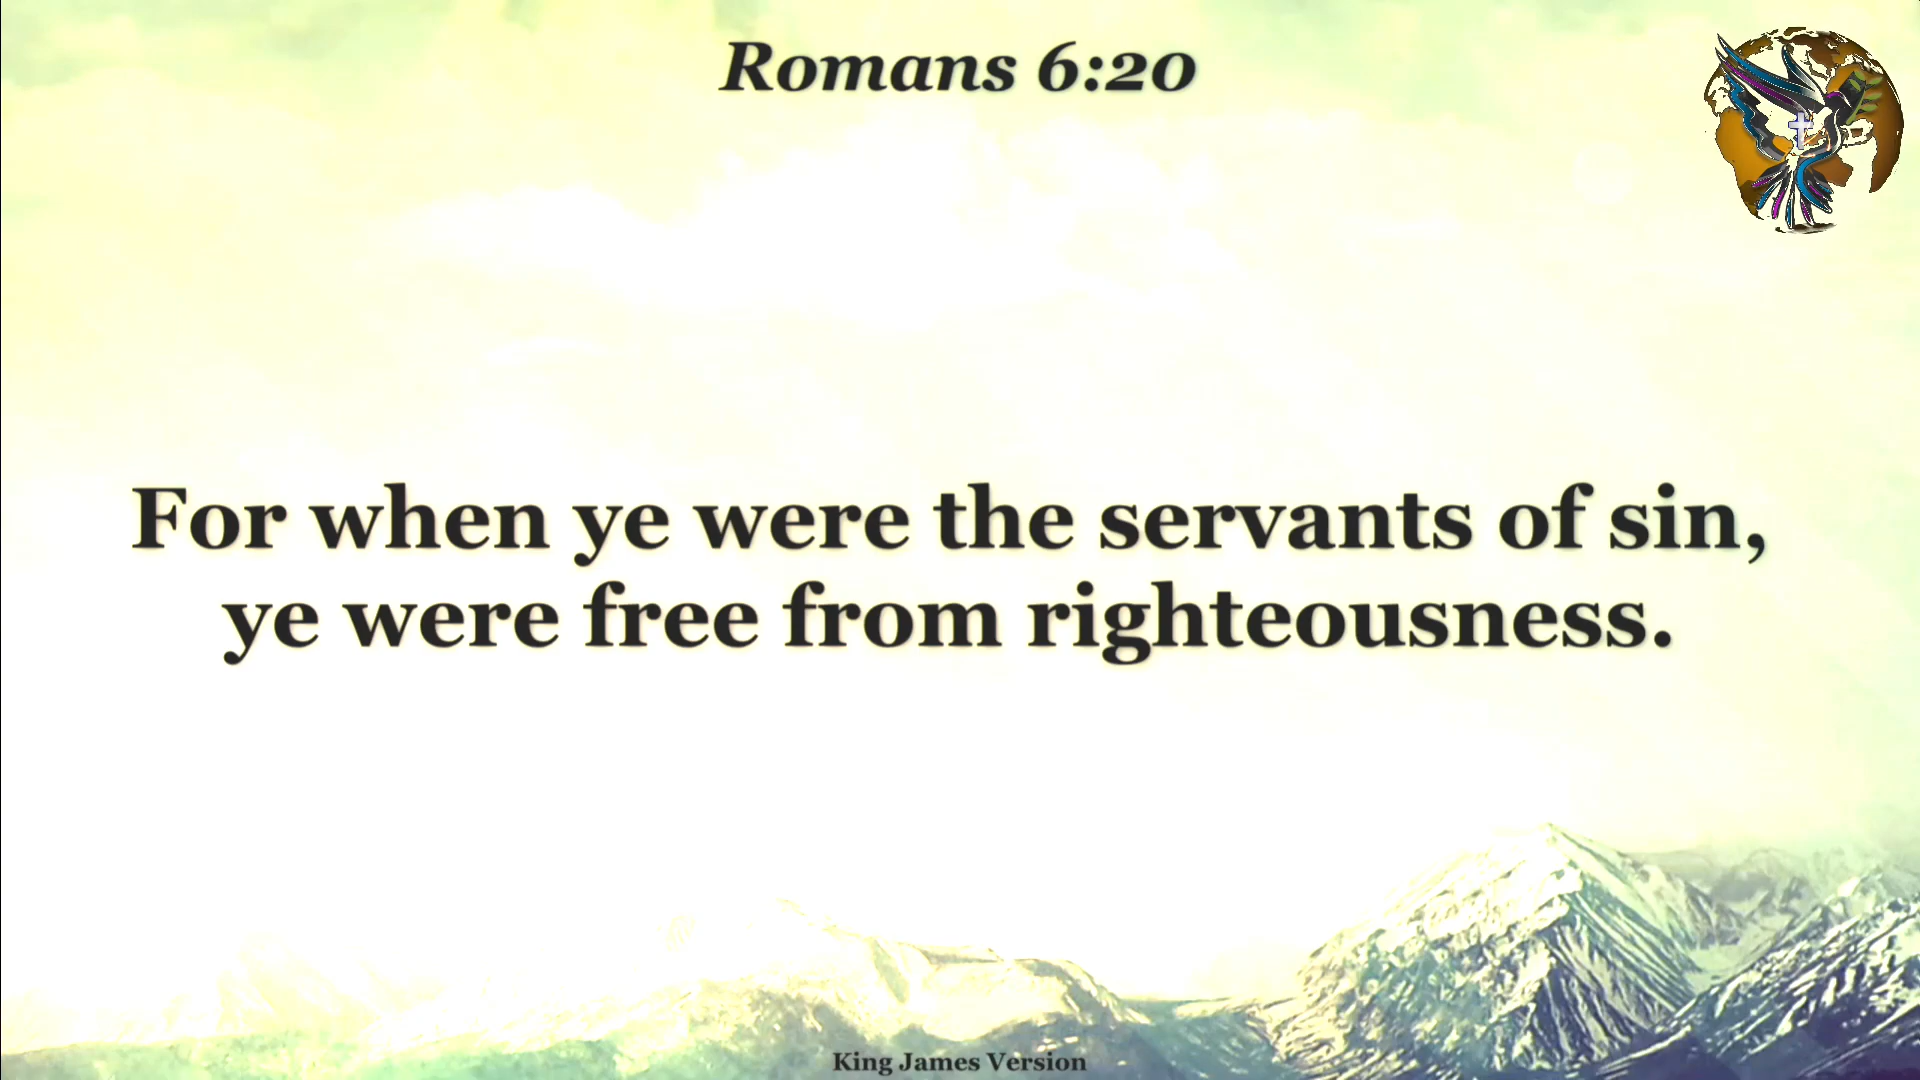 Romans 6:20
For when ye were the servants of sin,
ye were free from righteousness.
King James Version